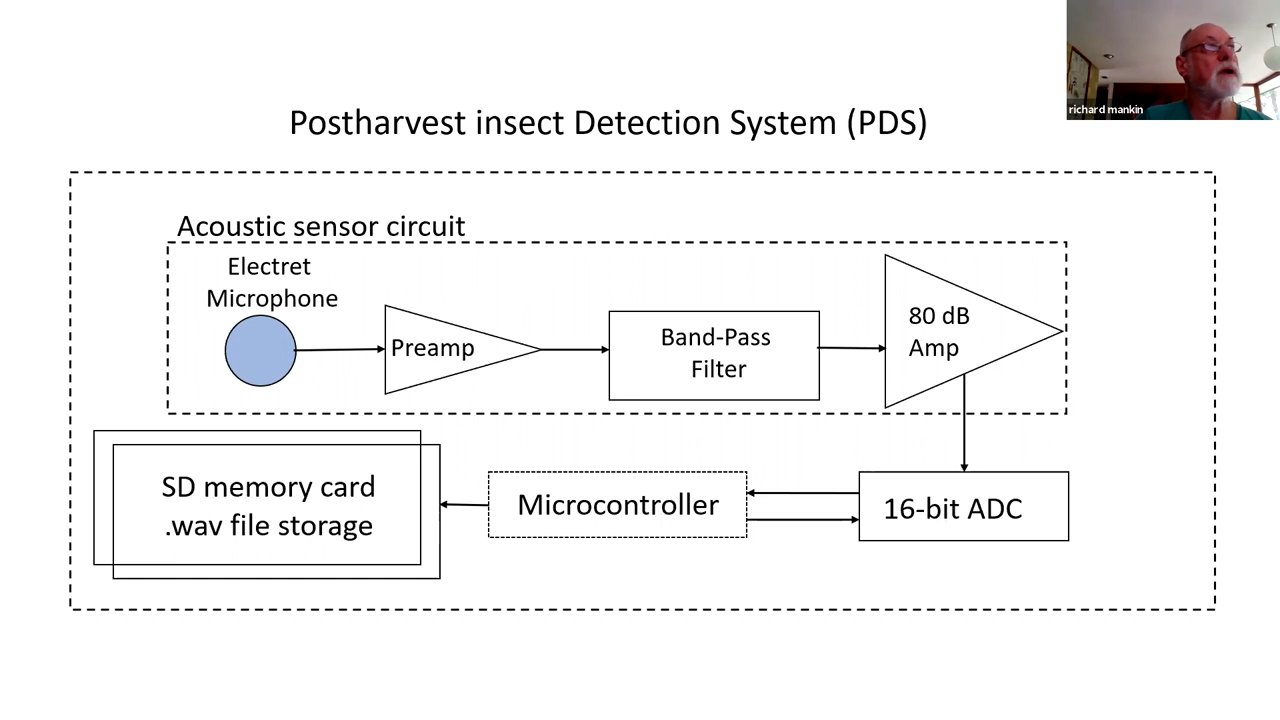 richard mankin
Postharvest insect Detection System (PDS)
Acoustic sensor circuit
Electret
Microphone
Preamp
Band-Pass
Filter
80 dB
Amp
SD memory card
.wav file storage
Microcontroller
16-bit ADC